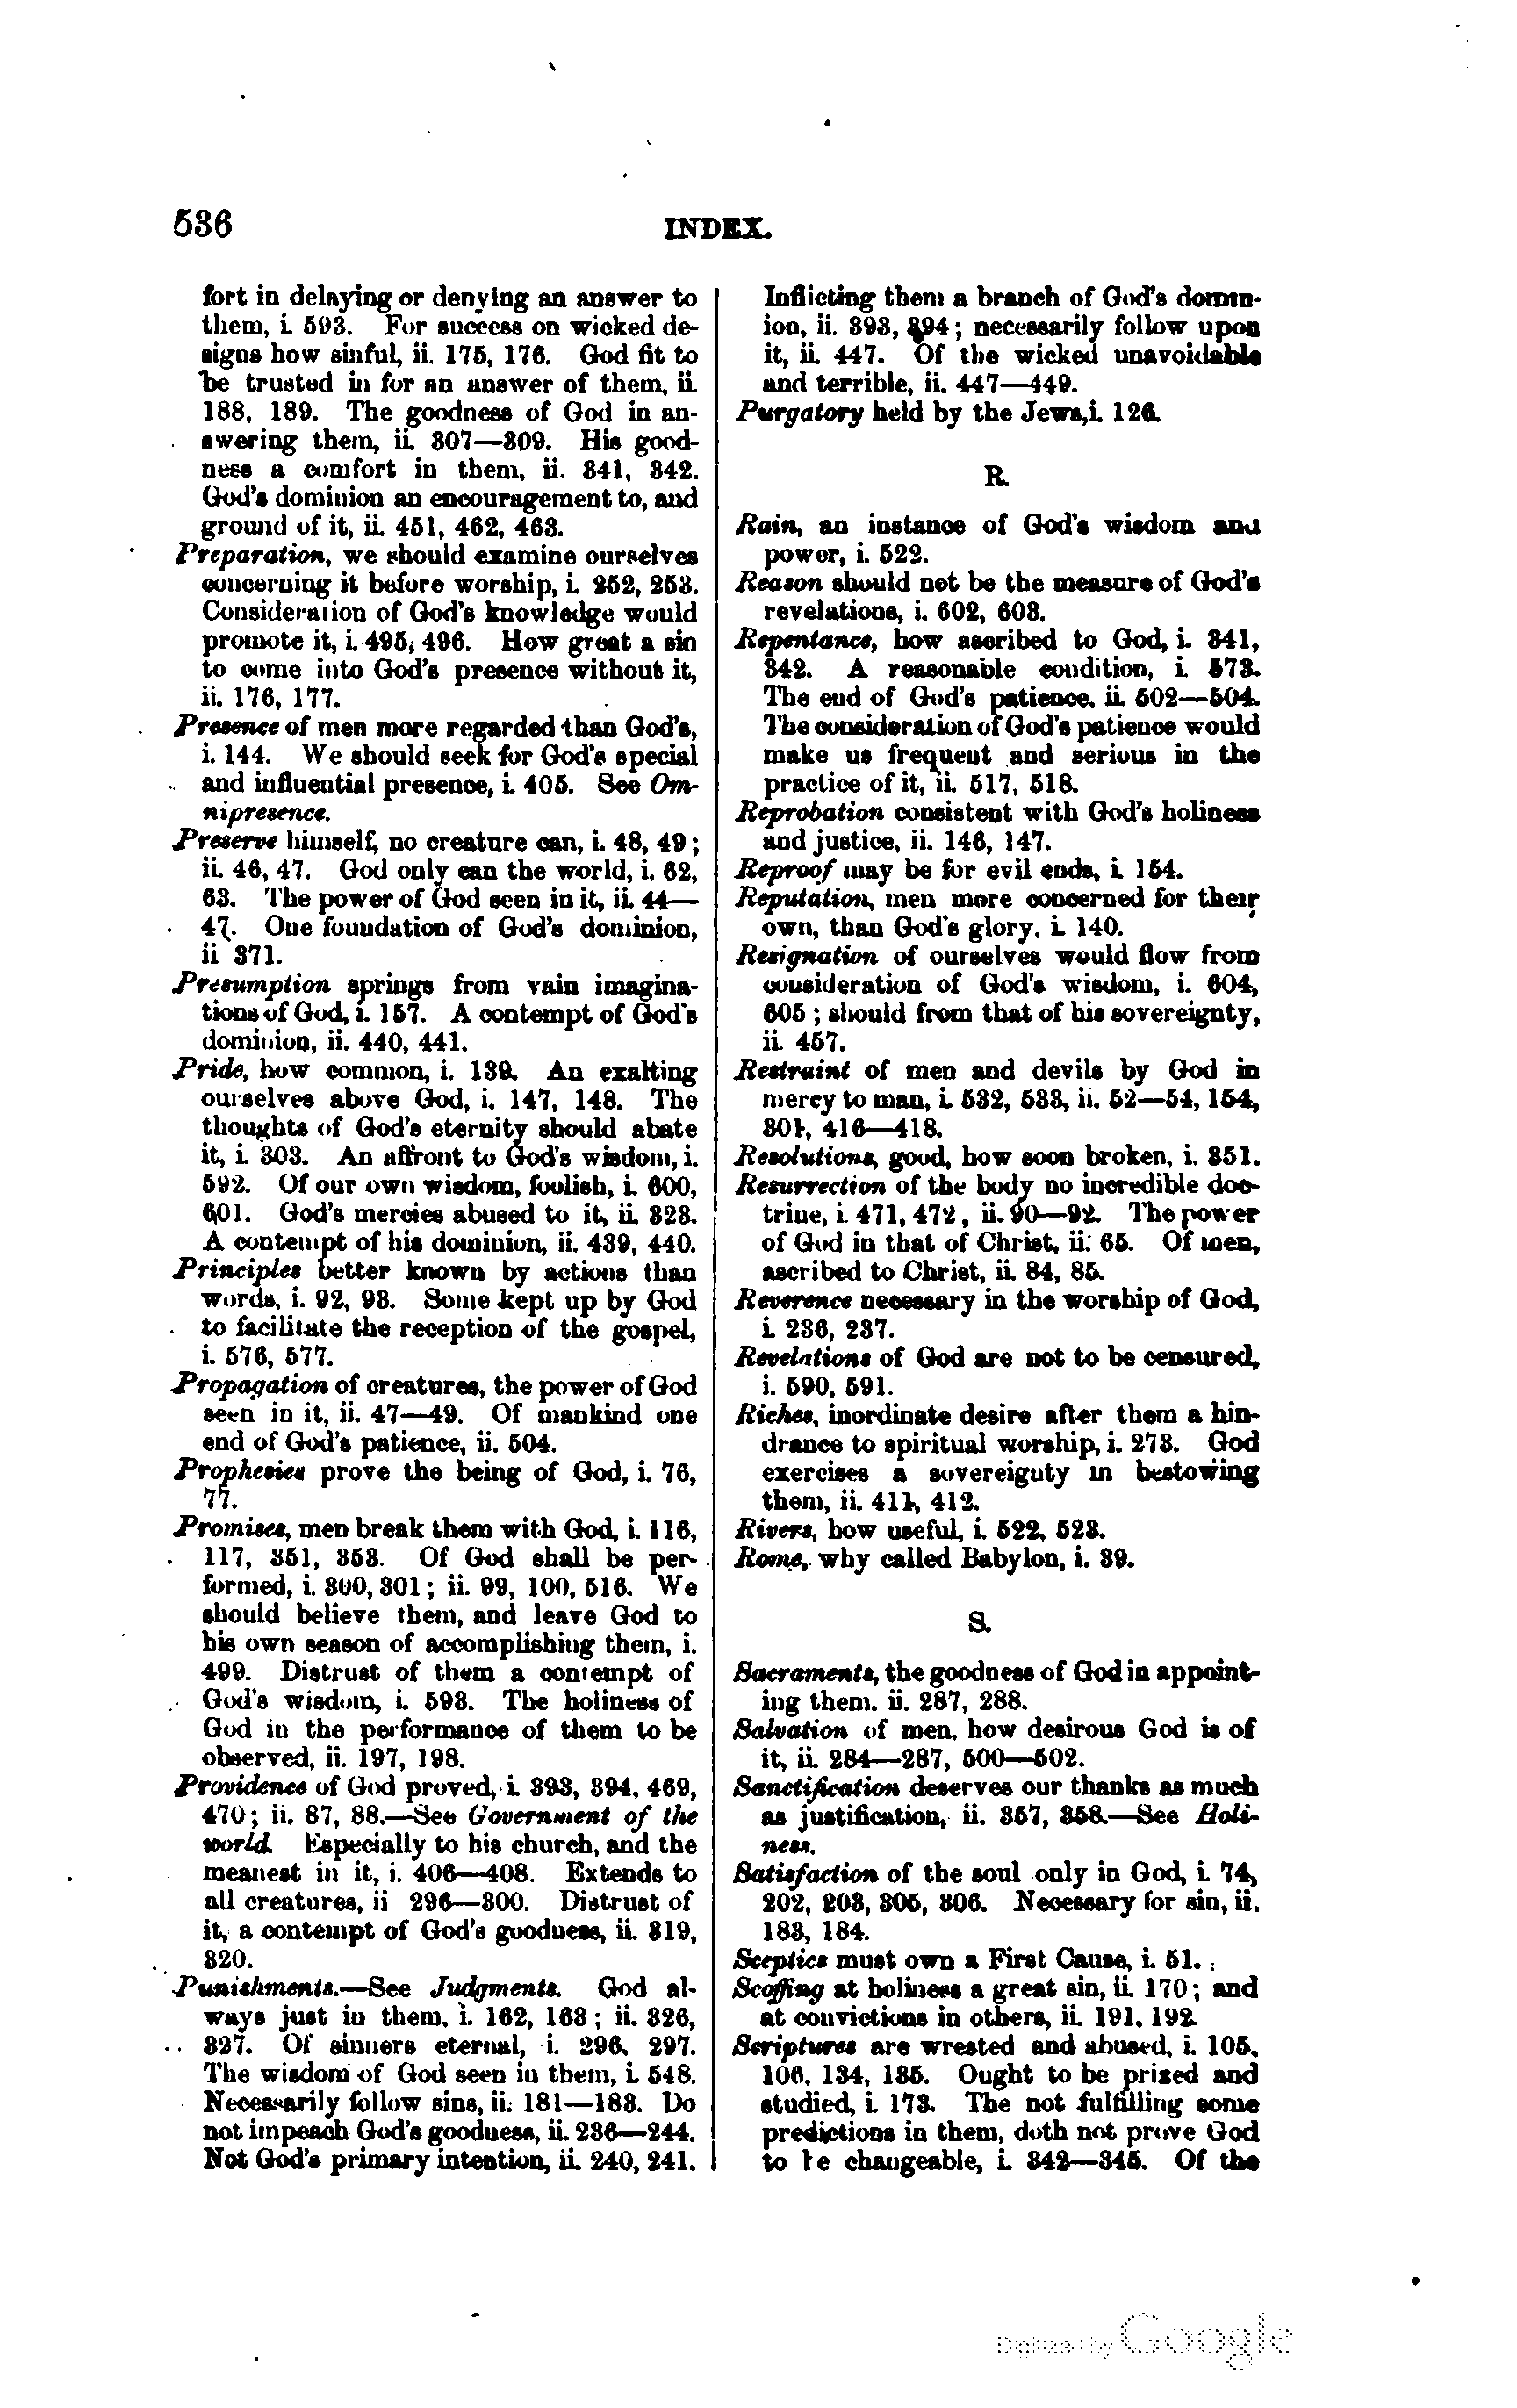 536
INDEX.
fort in delaying or denying an answer to
them, i. 593. For success on wicked de-
signs how sinful, ii. 175, 176. God fit to
be trusted in for an answer of them, ii.
188, 189. The goodness of God in an-
swering them, ii. 307—309. His good-
ness a comfort in them, ii. 341, 342.
God's dominion an encouragement to, and
ground of it, ii. 451, 462, 463.
Preparation, we should examine ourselves
concerning it before worship, i. 252, 253.
Consideration of God's knowledge would
promote it, i. 495, 496. How great a sin
to come into God's presence without it,
ii. 176, 177.
Presence of men more regarded than God's,
i. 144. We should seek for God's special
and influential presence, i. 405. See Om-
nipresence.
Preserve himself, no creature can, i. 48, 49;
ii. 46, 47. God only can the world, i. 62,
63. The power of God seen in it, ii. 44—
47. One foundation of God's dominion,
ii 371.
Presumption springs from vain imagina-
tions of God, i. 157. A contempt of God's
dominion, ii. 440, 441.
Pride, how common, i. 139. An exalting
ourselves above God, i. 147, 148. The
thoughts of God's eternity should abate
it, i. 303. An affront to God's wisdom, i.
592. Of our own wisdom, foolish, i. 600,
601. God's mercies abused to it, ii. 323.
A contempt of his dominion, ii. 439, 440.
Principles better known by actions than
words, i. 92, 93. Some kept up by God
to facilitate the reception of the gospel,
i. 576, 577.
Propagation of creatures, the power of God
seen in it, ii. 47—49. Of mankind one
end of God's patience, ii. 504.
Prophesies prove the being of God, i. 76,
77.
Promises, men break them with God, i. 116,
117, 351, 353. Of God shall be per-
formed, i. 300, 301; ii. 99, 100, 516. We
should believe them, and leave God to
his own season of accomplishing them, i.
499. Distrust of them a contempt of
God's wisdom, i. 593. The holiness of
God in the performance of them to be
observed, ii. 197, 198.
Providence of God proved, i. 393, 394, 469,
470; ii. 87, 88.—See Government of the
world. Especially to his church, and the
meanest in it, i. 406—408. Extends to
all creatures, ii 296—300. Distrust of
it, a contempt of God's goodness, ii. 319,
320.
Punishments.—See Judgments. God al-
ways just in them, i. 162, 163; ii. 326,
327. Of sinners eternal, i. 296, 297.
The wisdom of God seen in them, i. 548.
Necessarily follow sins, ii. 181—183. Do
not impeach God's goodness, ii. 236—244.
Not God's primary intention, ii. 240, 241.
Inflicting them a branch of God's domin-
ion, ii. 393, 394; necessarily follow upon
it, ii. 447. Of the wicked unavoidable
and terrible, ii. 447—449.
Purgatory held by the Jews, i. 126.
R.
Rain, an instance of God's wisdom and
power, i. 522.
Reason should not be the measure of God's
revelations, i. 602, 603.
Repentance, how ascribed to God, i. 341,
342. A reasonable condition, i. 573.
The end of God's patience, ii. 502—504.
The consideration of God's patience would
make us frequent and serious in the
practice of it, ii. 517, 518.
Reprobation consistent with God's holiness
and justice, ii. 146, 147.
Reproof may be for evil ends, i. 154.
Reputation, men more concerned for their
own, than God's glory, i. 140.
Resignation of ourselves would flow from
consideration of God's wisdom, i. 604,
605; should from that of his sovereignty,
ii. 457.
Restraint of men and devils by God in
mercy to man, i. 532, 533, ii. 52—54, 154,
301, 416—418.
Resolutions, good, how soon broken, i. 351.
Resurrection of the body no incredible doc-
trine, i. 471, 472, ii. 90—92. The power
of God in that of Christ, ii. 65. Of men,
ascribed to Christ, ii. 84, 85.
Reverence necessary in the worship of God,
i. 236, 237.
Revelations of God are not to be censured,
i. 590, 591.
Riches, inordinate desire after them a hin-
drance to spiritual worship, i. 273. God
exercises a sovereignty in bestowing
them, ii. 411, 412.
Rivers, how useful, i. 522, 523.
Rome, why called Babylon, i. 39.
S.
Sacraments, the goodness of God in appoint-
ing them. ii. 287, 288.
Salvation of men, how desirous God is of
it, ii. 284—287, 500—502.
Sanctification deserves our thanks as much
as justification, ii. 357, 358.—See Holi-
ness.
Satisfaction of the soul only in God, i. 74,
202, 203, 305, 306. Necessary for sin, ii.
183, 184.
Sceptics must own a First Cause, i. 51.
Scoffing at holiness a great sin, ii. 170; and
at convictions in others, ii. 191, 192.
Scriptures are wrested and abused, i. 105,
106, 134, 135. Ought to be prized and
studied, i. 173. The not fulfilling some
predictions in them, doth not prove God
to be changeable, i. 342—345. Of the
Digitized by Google